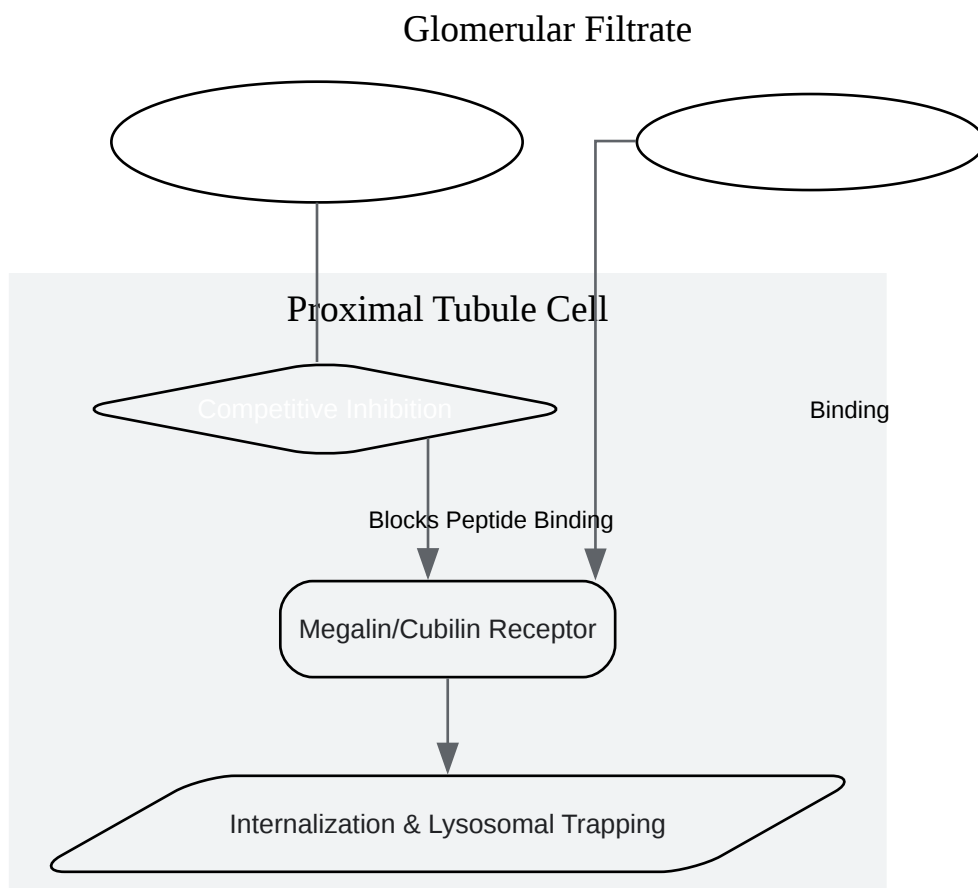 Glomerular Filtrate
Proximal Tubule Cell
Competitive Inhibition
Binding
Blocks Peptide Binding
Megalin/Cubilin Receptor
Internalization & Lysosomal Trapping